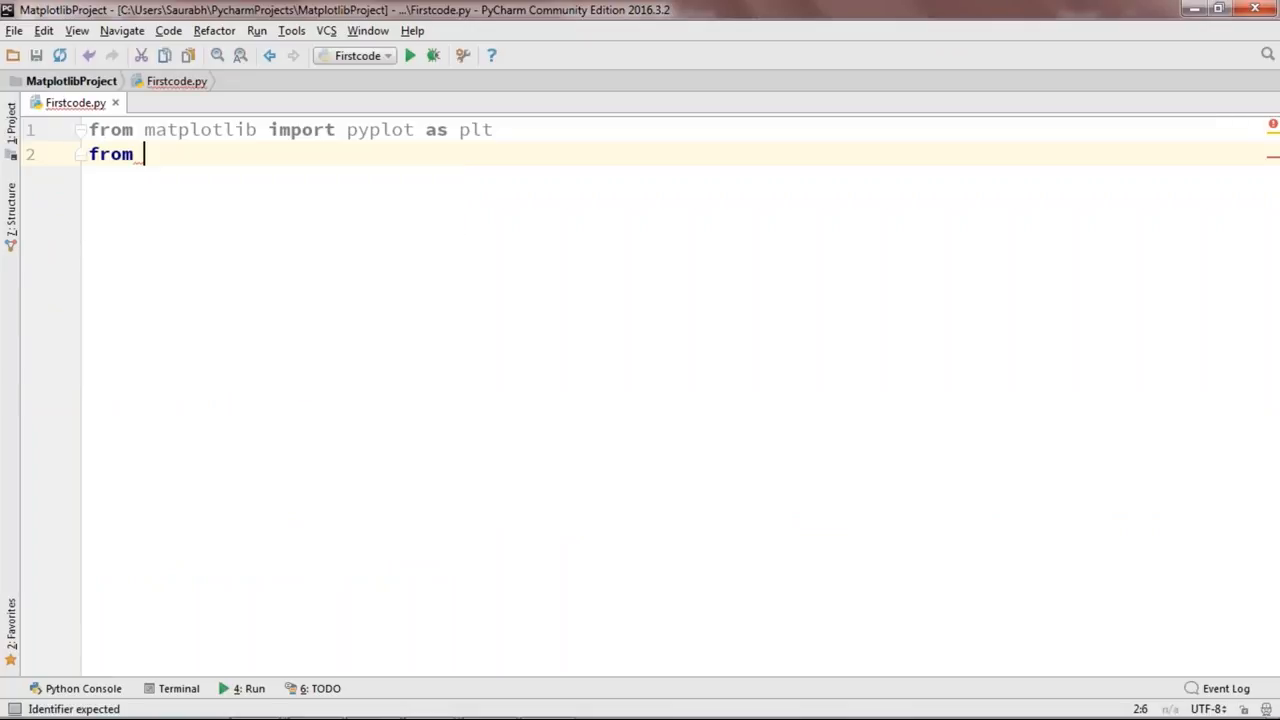 MatplotlibProject - [C:\Users\Saurabh\PycharmProjects\MatplotlibProject] - ...\Firstcode.py - PyCharm Community Edition 2016.3.2
File Edit View Navigate Code Refactor Run Tools VCS Window Help
Firstcode
MatplotlibProject Firstcode.py
Firstcode.py
1: Project
Z: Structure
2: Favorites
1 from matplotlib import pyplot as plt
2 from
Python Console Terminal 4: Run 6: TODO Event Log
Identifier expected 2:6 n/a UTF-8